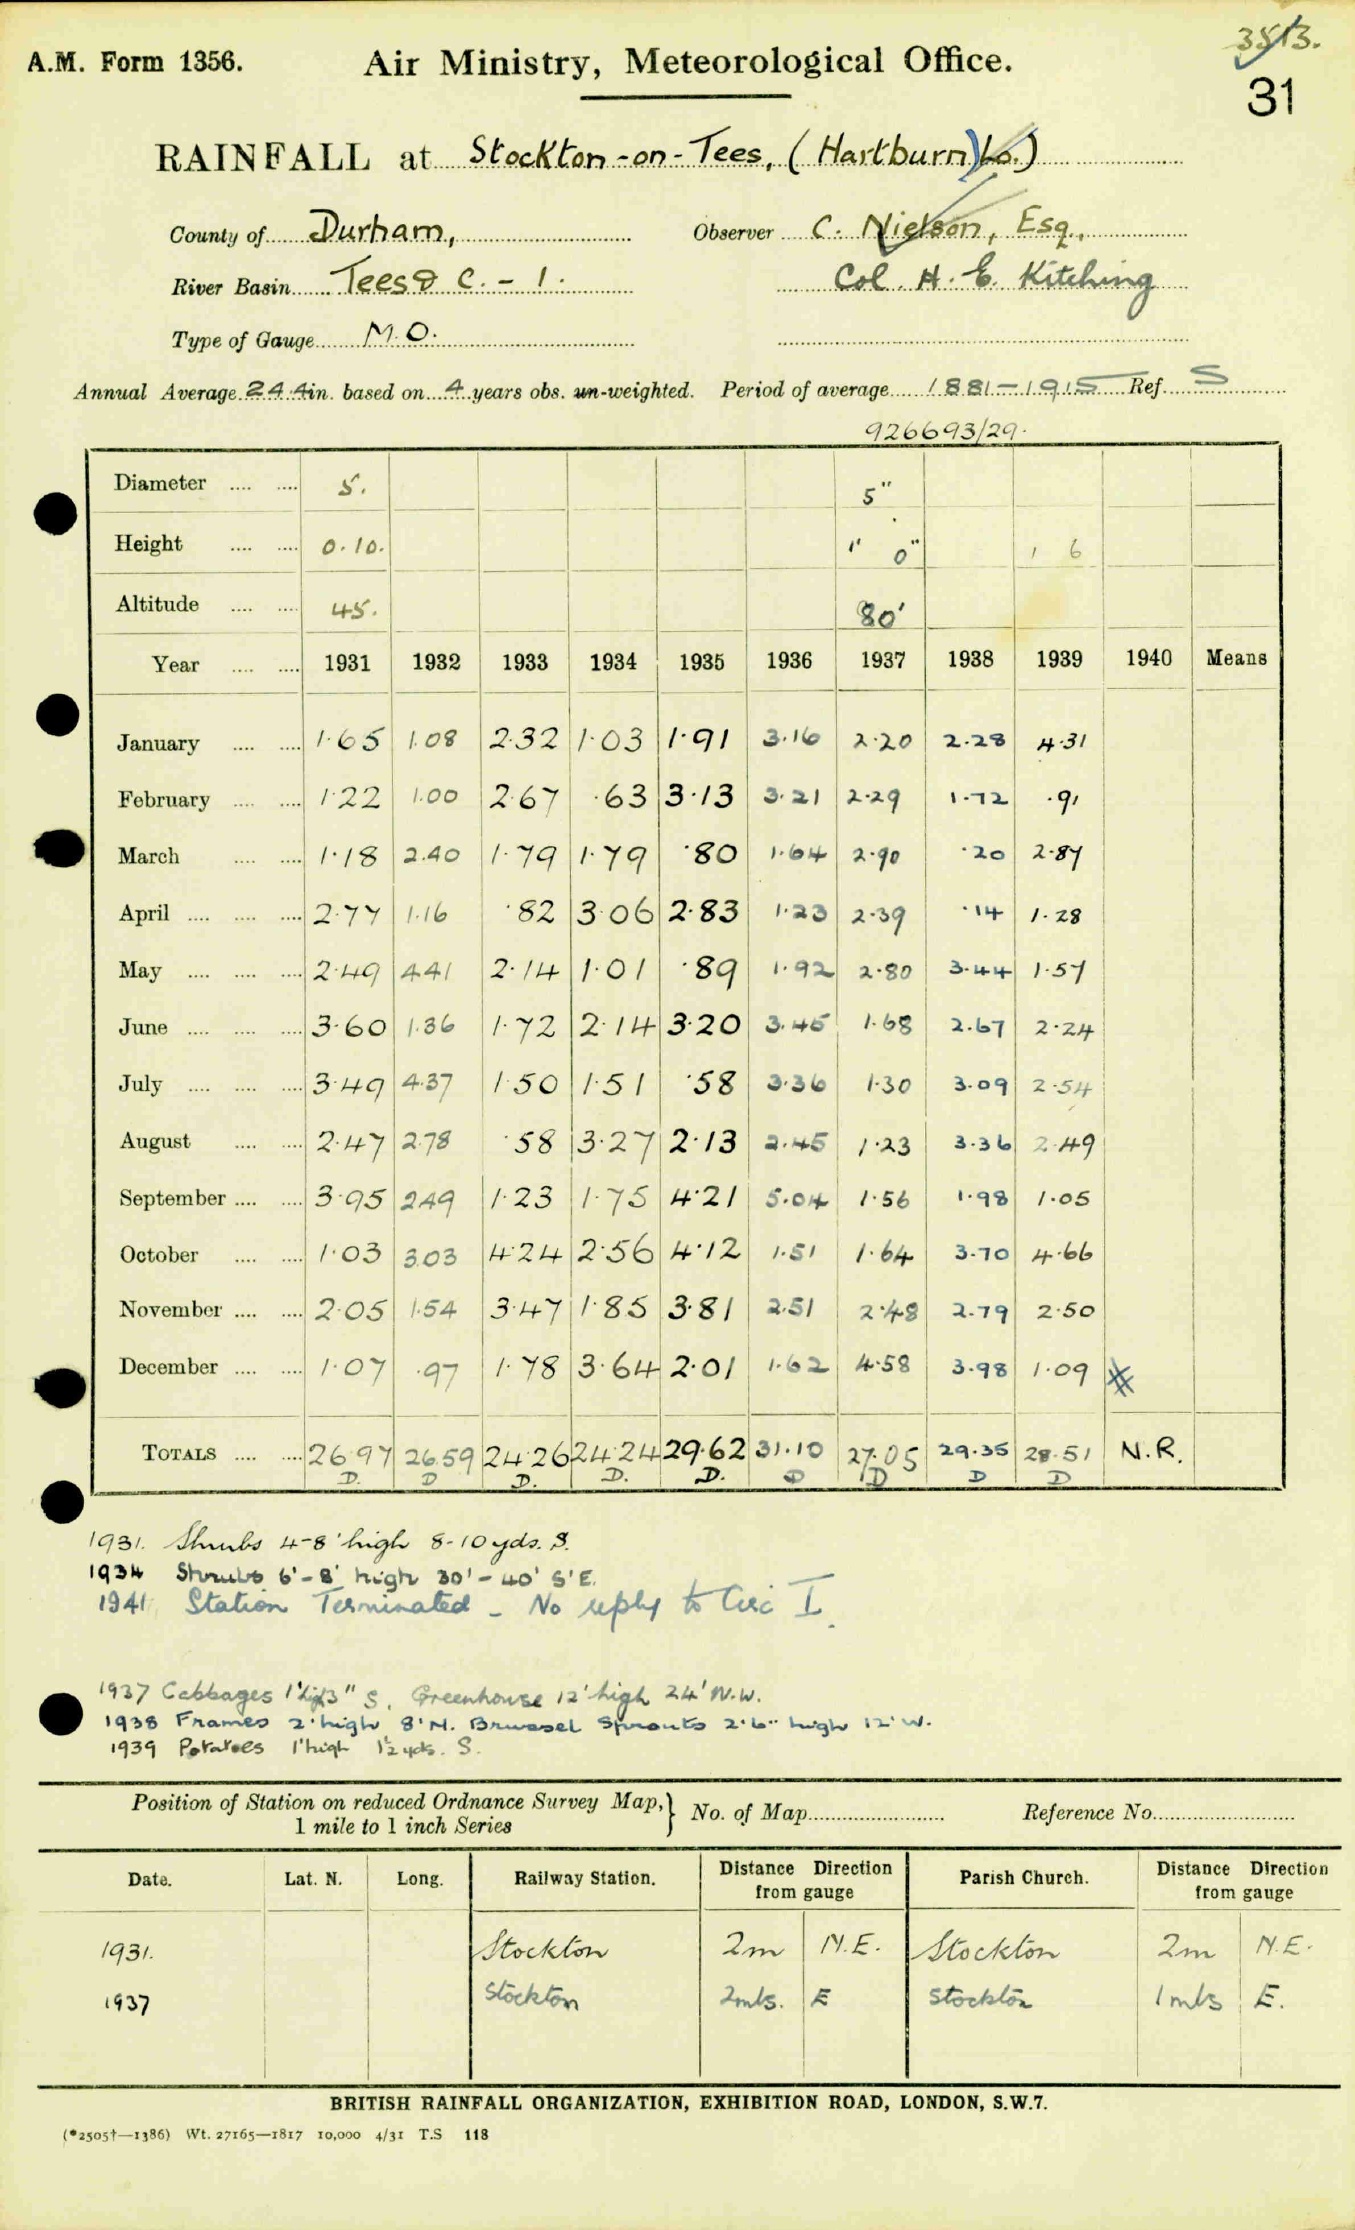 3513.
A.M. Form 1356. Air Ministry, Meteorological Office.
31
RAINFALL at Stockton-on-Tees, (Hartburn) Lo.)
County of Durham, Observer C. Nielson, Esq.,
River Basin Tees & C. - 1. Col. H. E. Kitching
Type of Gauge M.O.
Annual Average 24.4 in. based on 4 years obs. un-weighted. Period of average 1881-1915 Ref. S
926693/29.
Diameter .... .... 5. 5"
Height .... .... 0.10. 1' 0" 1 6
Altitude .... .... 45. 80'
Year .... .... 1931 1932 1933 1934 1935 1936 1937 1938 1939 1940 Means
January .... .... 1.65 1.08 2.32 1.03 1.91 3.16 2.20 2.28 4.31
February .... .... 1.22 1.00 2.67 .63 3.13 3.21 2.29 1.72 .91
March .... .... 1.18 2.40 1.79 1.79 .80 1.64 2.90 .20 2.87
April .... .... .... 2.77 1.16 .82 3.06 2.83 1.23 2.39 .14 1.28
May .... .... .... 2.49 4.41 2.14 1.01 .89 1.92 2.80 3.44 1.57
June .... .... .... 3.60 1.36 1.72 2.14 3.20 3.45 1.68 2.67 2.24
July .... .... .... 3.49 4.37 1.50 1.51 .58 3.36 1.30 3.09 2.54
August .... .... 2.47 2.78 .58 3.27 2.13 2.45 1.23 3.36 2.49
September .... .... 3.95 2.49 1.23 1.75 4.21 5.04 1.56 1.98 1.05
October .... .... 1.03 3.03 4.24 2.56 4.12 1.51 1.64 3.70 4.66
November .... .... 2.05 1.54 3.47 1.85 3.81 2.51 2.48 2.79 2.50
December .... .... 1.07 .97 1.78 3.64 2.01 1.62 4.58 3.98 1.09
TOTALS .... .... 26.97 26.59 24.26 24.24 29.62 31.10 27.05 29.35 28.51 N.R.
D. D D. D. D. D D D D
1931. Shrubs 4-8' high 8-10 yds. S.
1934 Shrubs 6'-8' high 30'-40' S'E.
1941 Station Terminated - No reply to Circ I.
1937 Cabbages 1' high 3" S, Greenhouse 12' high 24' N.W.
1938 Frames 2' high 8' N. Brussel Sprouts 2'6" high 12' W.
1939 Potatoes 1' high 1½ yds. S.
Position of Station on reduced Ordnance Survey Map, } No. of Map Reference No.
1 mile to 1 inch Series
Date. Lat. N. Long. Railway Station. Distance Direction from gauge Parish Church. Distance Direction from gauge
1931. Stockton 2m N.E. Stockton 2m N.E.
1937 Stockton 2mls. E Stockton 1mls E.
BRITISH RAINFALL ORGANIZATION, EXHIBITION ROAD, LONDON, S.W.7.
(*2505†—1386) Wt. 27165—1817 10,000 4/31 T.S 118